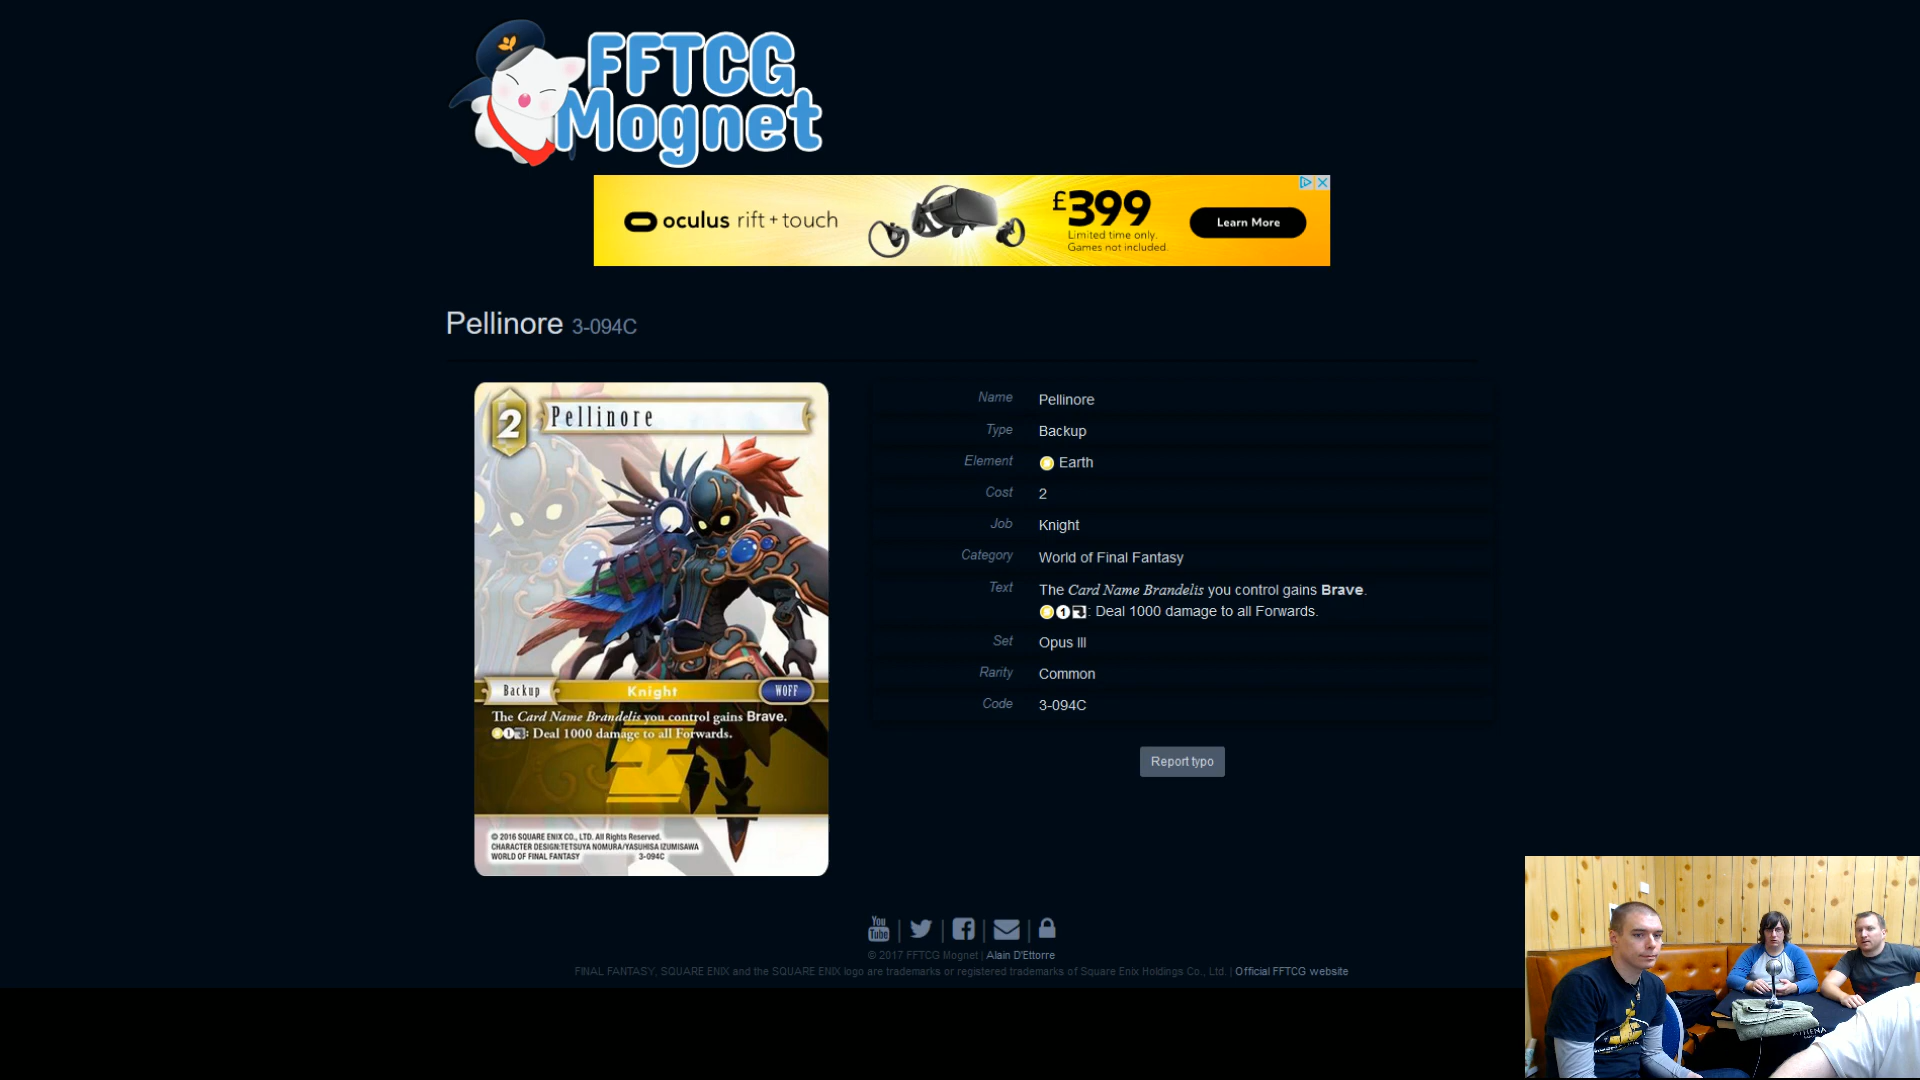 FFTCG
Mognet
oculus rift + touch
£399
Limited time only.
Games not included.
Learn More
Pellinore 3-094C
2
Pellinore
Backup
Knight
WOFF
The Card Name Brandelis you control gains Brave.
1 : Deal 1000 damage to all Forwards.
© 2016 SQUARE ENIX CO., LTD. All Rights Reserved.
CHARACTER DESIGN:TETSUYA NOMURA/YASUHISA IZUMISAWA
WORLD OF FINAL FANTASY 3-094C
Name Pellinore
Type Backup
Element Earth
Cost 2
Job Knight
Category World of Final Fantasy
Text The Card Name Brandelis you control gains Brave.
1 : Deal 1000 damage to all Forwards.
Set Opus III
Rarity Common
Code 3-094C
Report typo
You
Tube
© 2017 FFTCG Mognet | Alain D'Ettorre
FINAL FANTASY, SQUARE ENIX and the SQUARE ENIX logo are trademarks or registered trademarks of Square Enix Holdings Co., Ltd. | Official FFTCG website